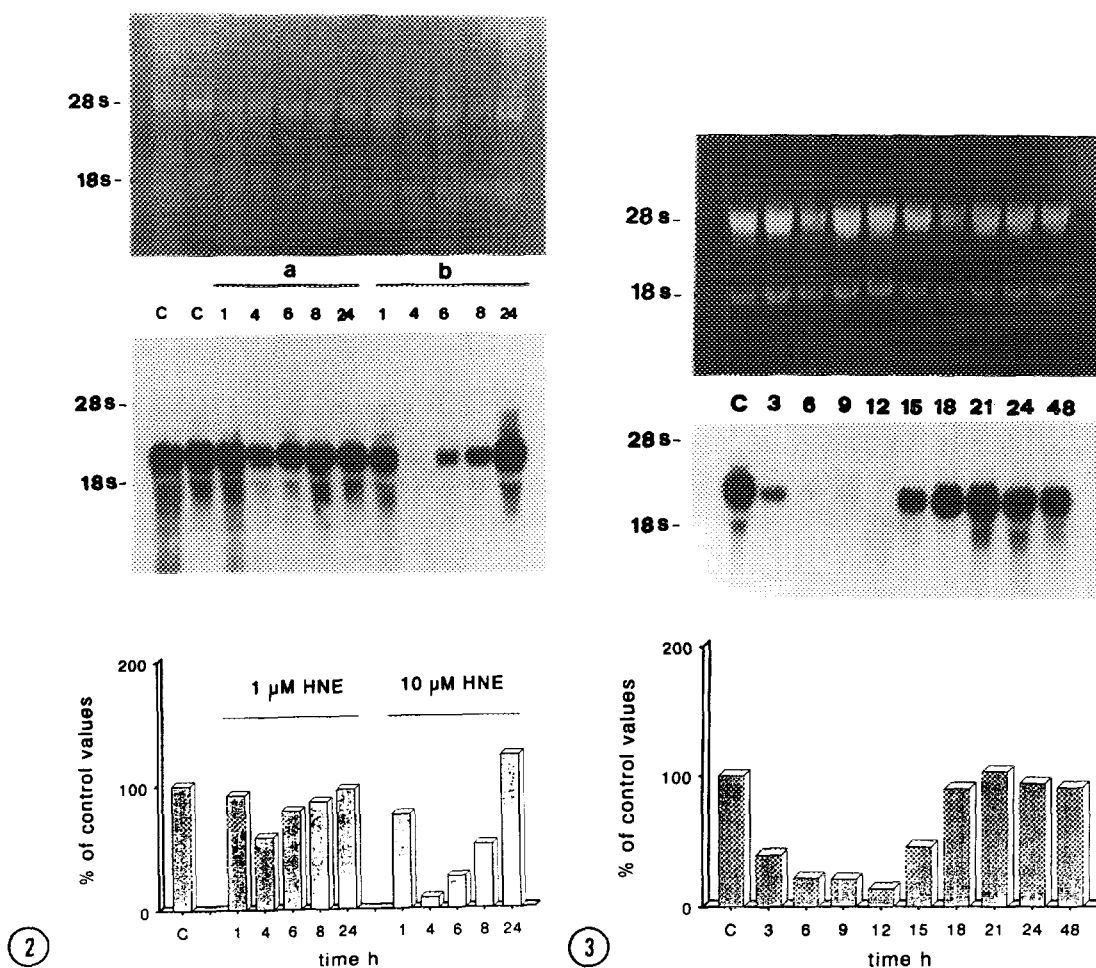 28s-
18s-
a b
C C 1 4 6 8 24 1 4 6 8 24
28s-
18s-
200
1 µM HNE 10 µM HNE
100
% of control values
0
C 1 4 6 8 24 1 4 6 8 24
time h
2
28s-
18s-
C 3 6 9 12 15 18 21 24 48
28s-
18s-
200
100
% of control values
0
C 3 6 9 12 15 18 21 24 48
time h
3